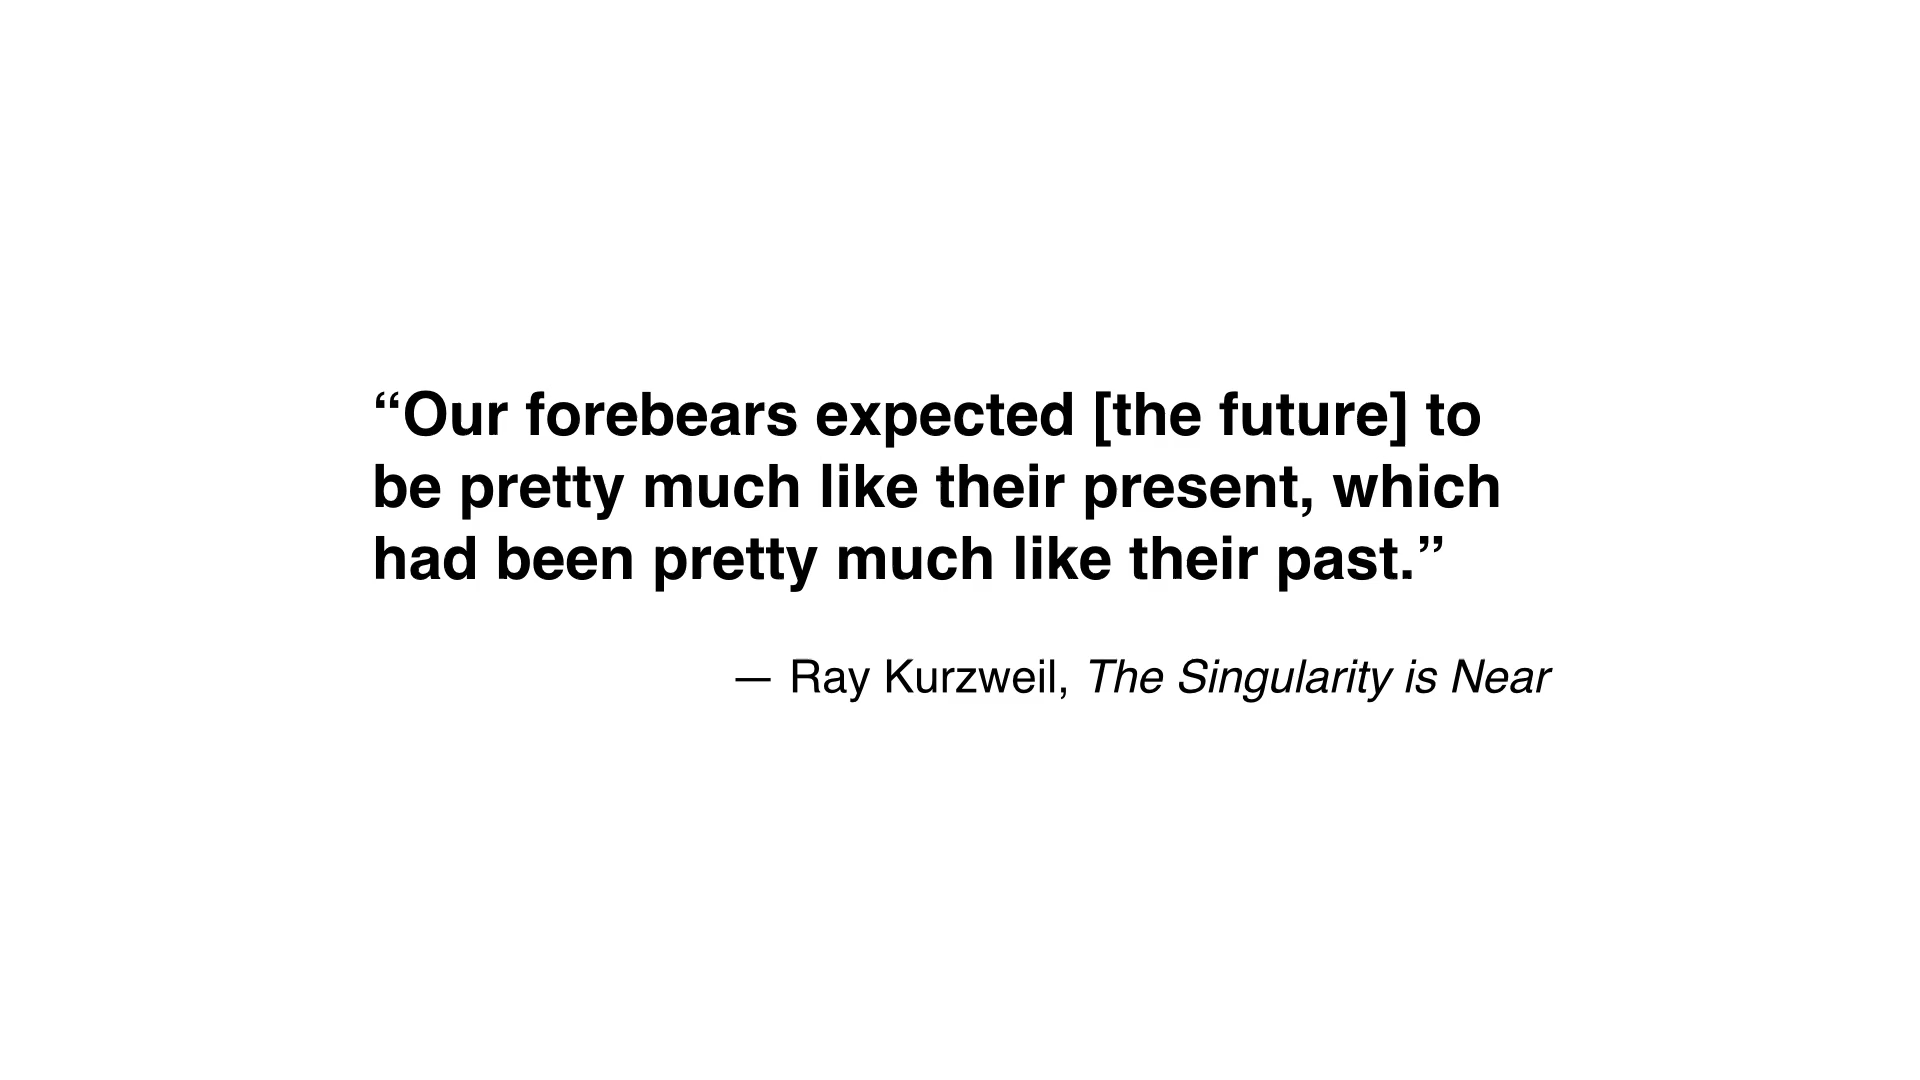 “Our forebears expected [the future] to
be pretty much like their present, which
had been pretty much like their past.”
— Ray Kurzweil, The Singularity is Near